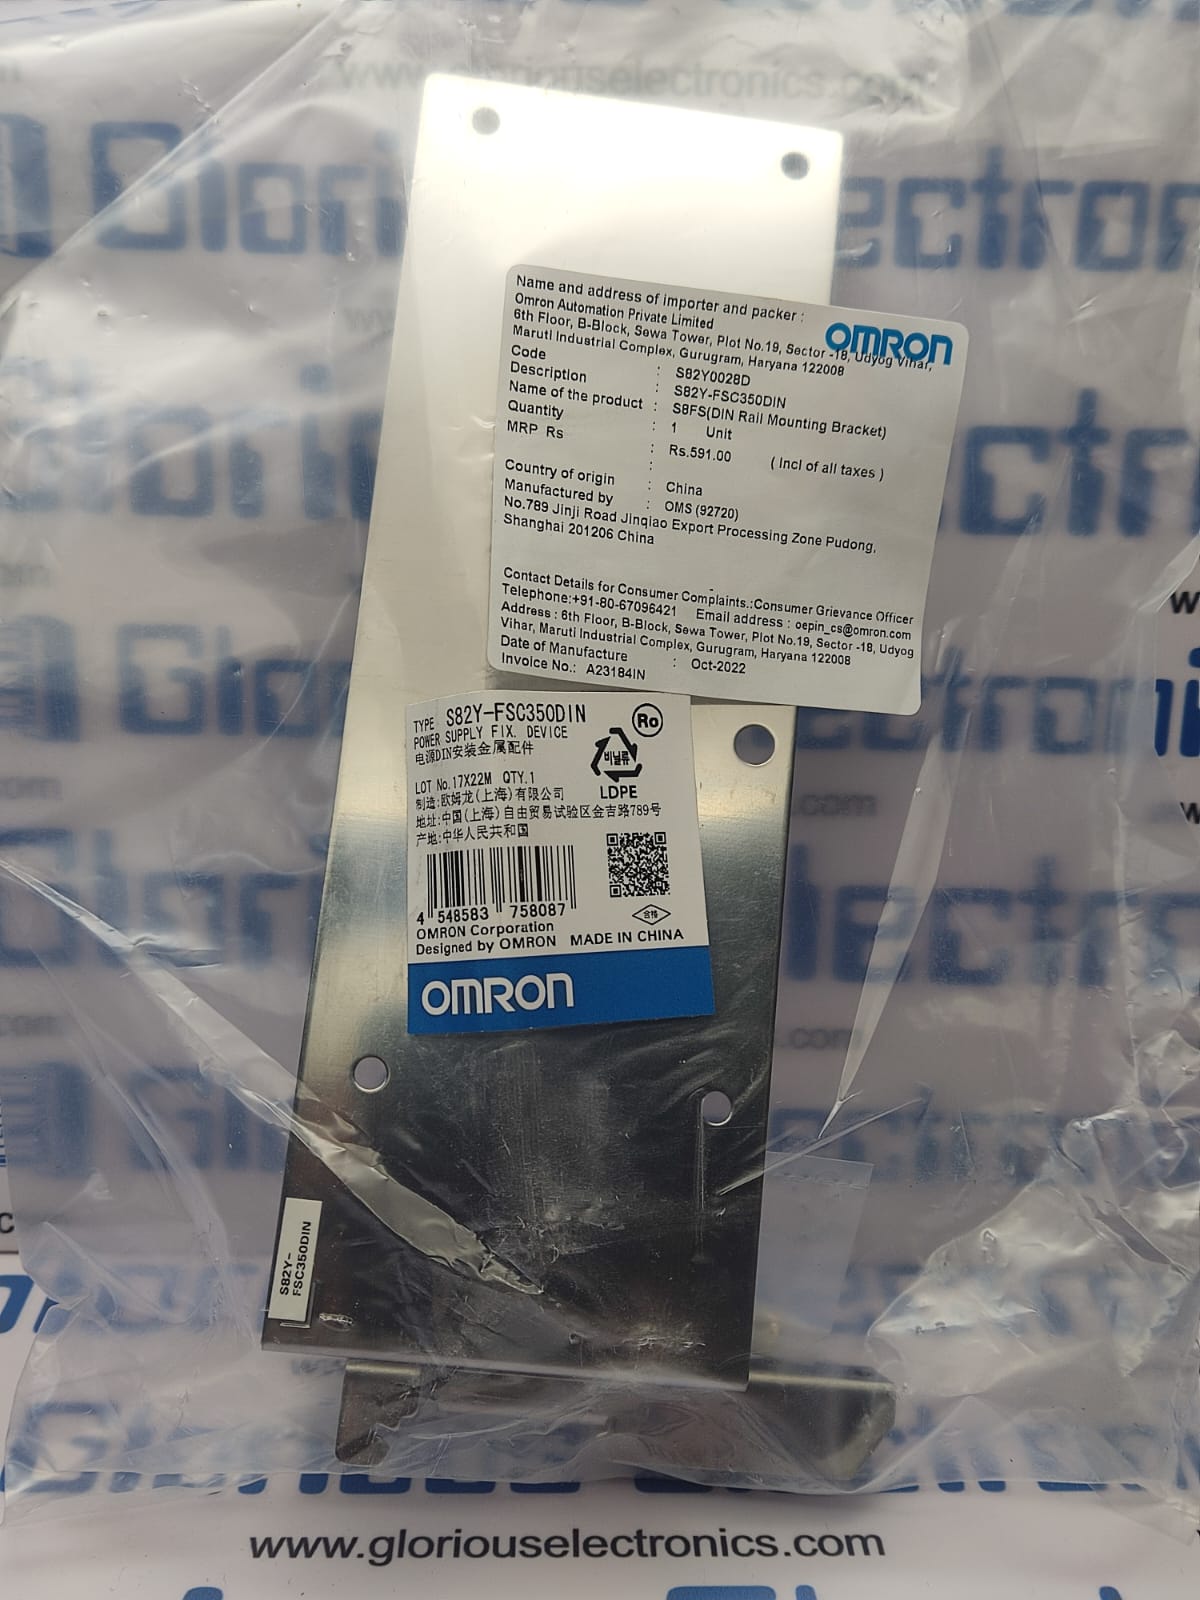 www.gloriouselectronics.com
Name and address of importer and packer :
Omron Automation Private Limited
OMRON
6th Floor, B-Block, Sewa Tower, Plot No.19, Sector -18, Udyog Vihar,
Maruti Industrial Complex, Gurugram, Haryana 122008
Code : S82Y0028D
Description : S82Y-FSC350DIN
Name of the product : S8FS(DIN Rail Mounting Bracket)
Quantity : 1 Unit
MRP Rs : Rs.591.00 ( Incl of all taxes )
Country of origin : China
Manufactured by : OMS (92720)
No.789 Jinji Road Jinqiao Export Processing Zone Pudong,
Shanghai 201206 China
Contact Details for Consumer Complaints.:Consumer Grievance Officer
Telephone:+91-80-67096421 Email address : oepin_cs@omron.com
Address : 6th Floor, B-Block, Sewa Tower, Plot No.19, Sector -18, Udyog
Vihar, Maruti Industrial Complex, Gurugram, Haryana 122008
Date of Manufacture : Oct-2022
Invoice No.: A23184IN
TYPE S82Y-FSC350DIN
Ro
POWER SUPPLY FIX. DEVICE
电源DIN安装金属配件
비닐류
LDPE
LOT No.17X22M QTY.1
制造:欧姆龙(上海)有限公司
地址:中国(上海)自由贸易试验区金吉路789号
产地:中华人民共和国
4 548583 758087
合格
OMRON Corporation
Designed by OMRON MADE IN CHINA
OMRON
S82Y-
FSC350DIN
Glorious Electronics
www.gloriouselectronics.com